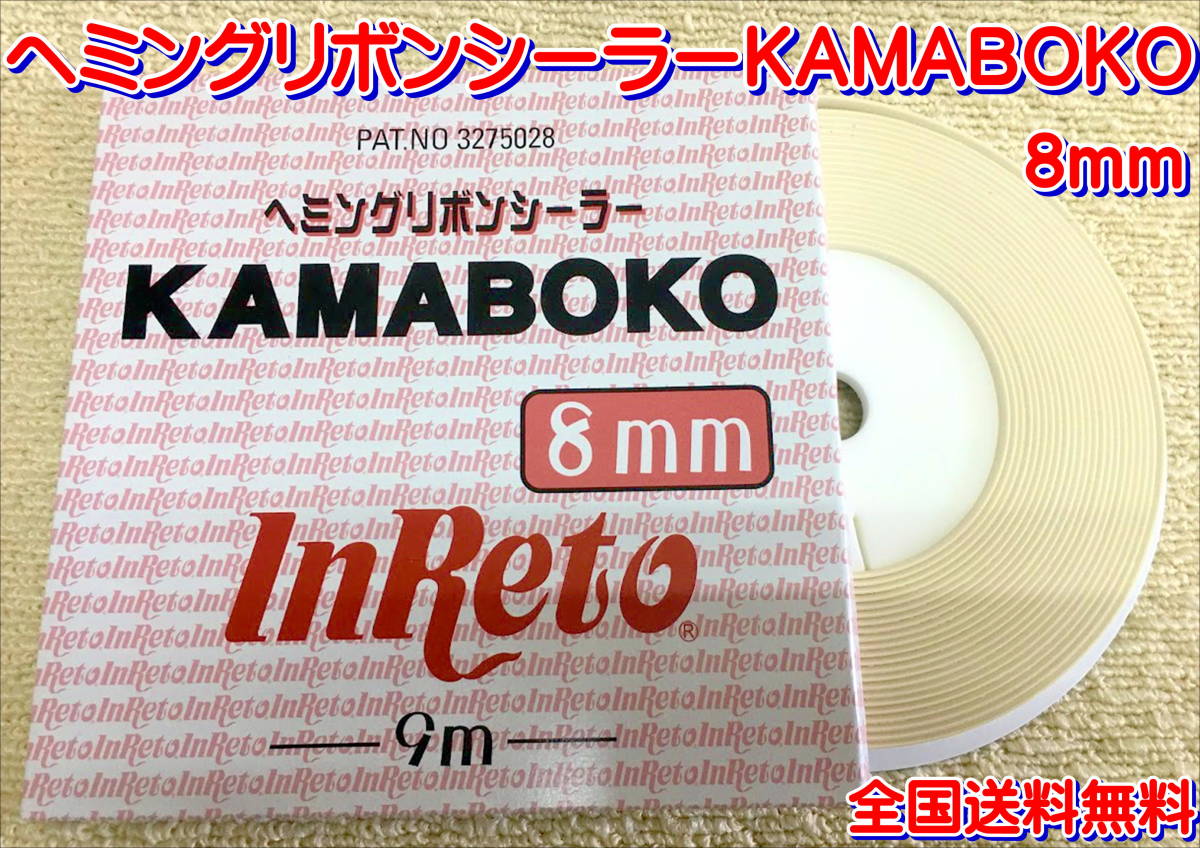 ヘミングリボンシーラーKAMABOKO
8mm
PAT.NO 3275028
ヘミングリボンシーラー
KAMABOKO
8mm
InReto®
9m
全国送料無料